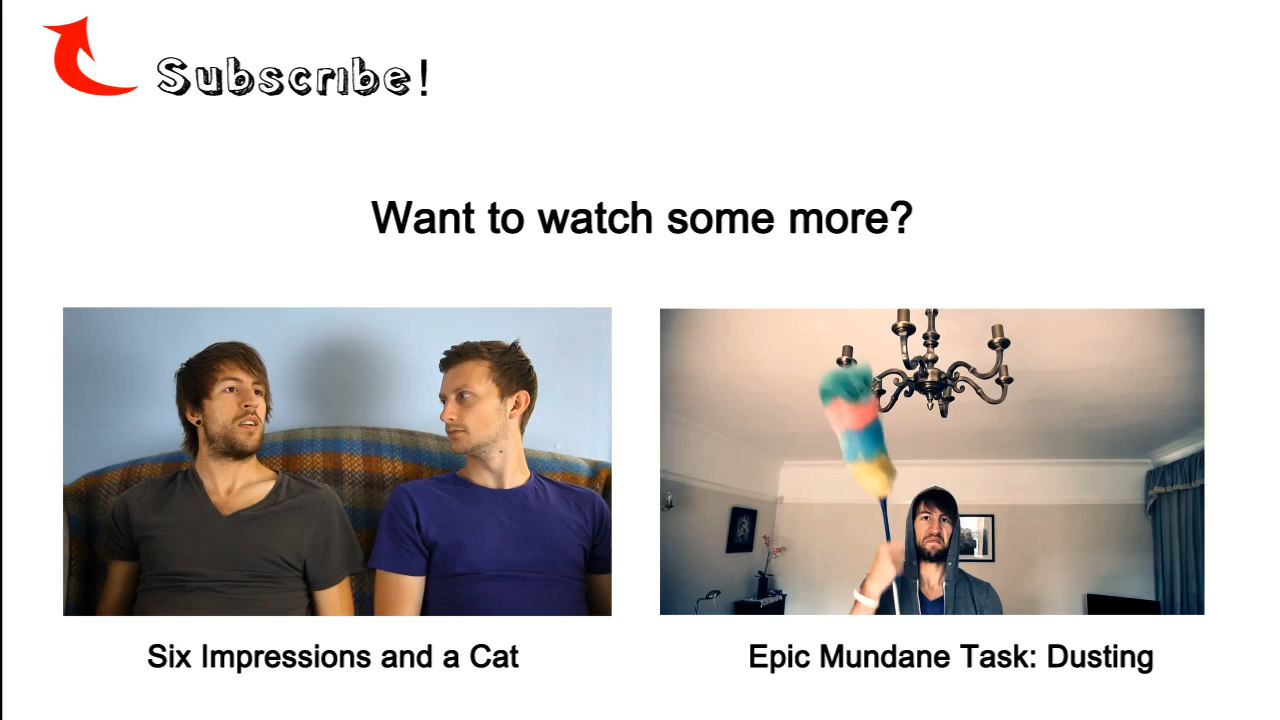 Subscribe!
Want to watch some more?
Six Impressions and a Cat
Epic Mundane Task: Dusting